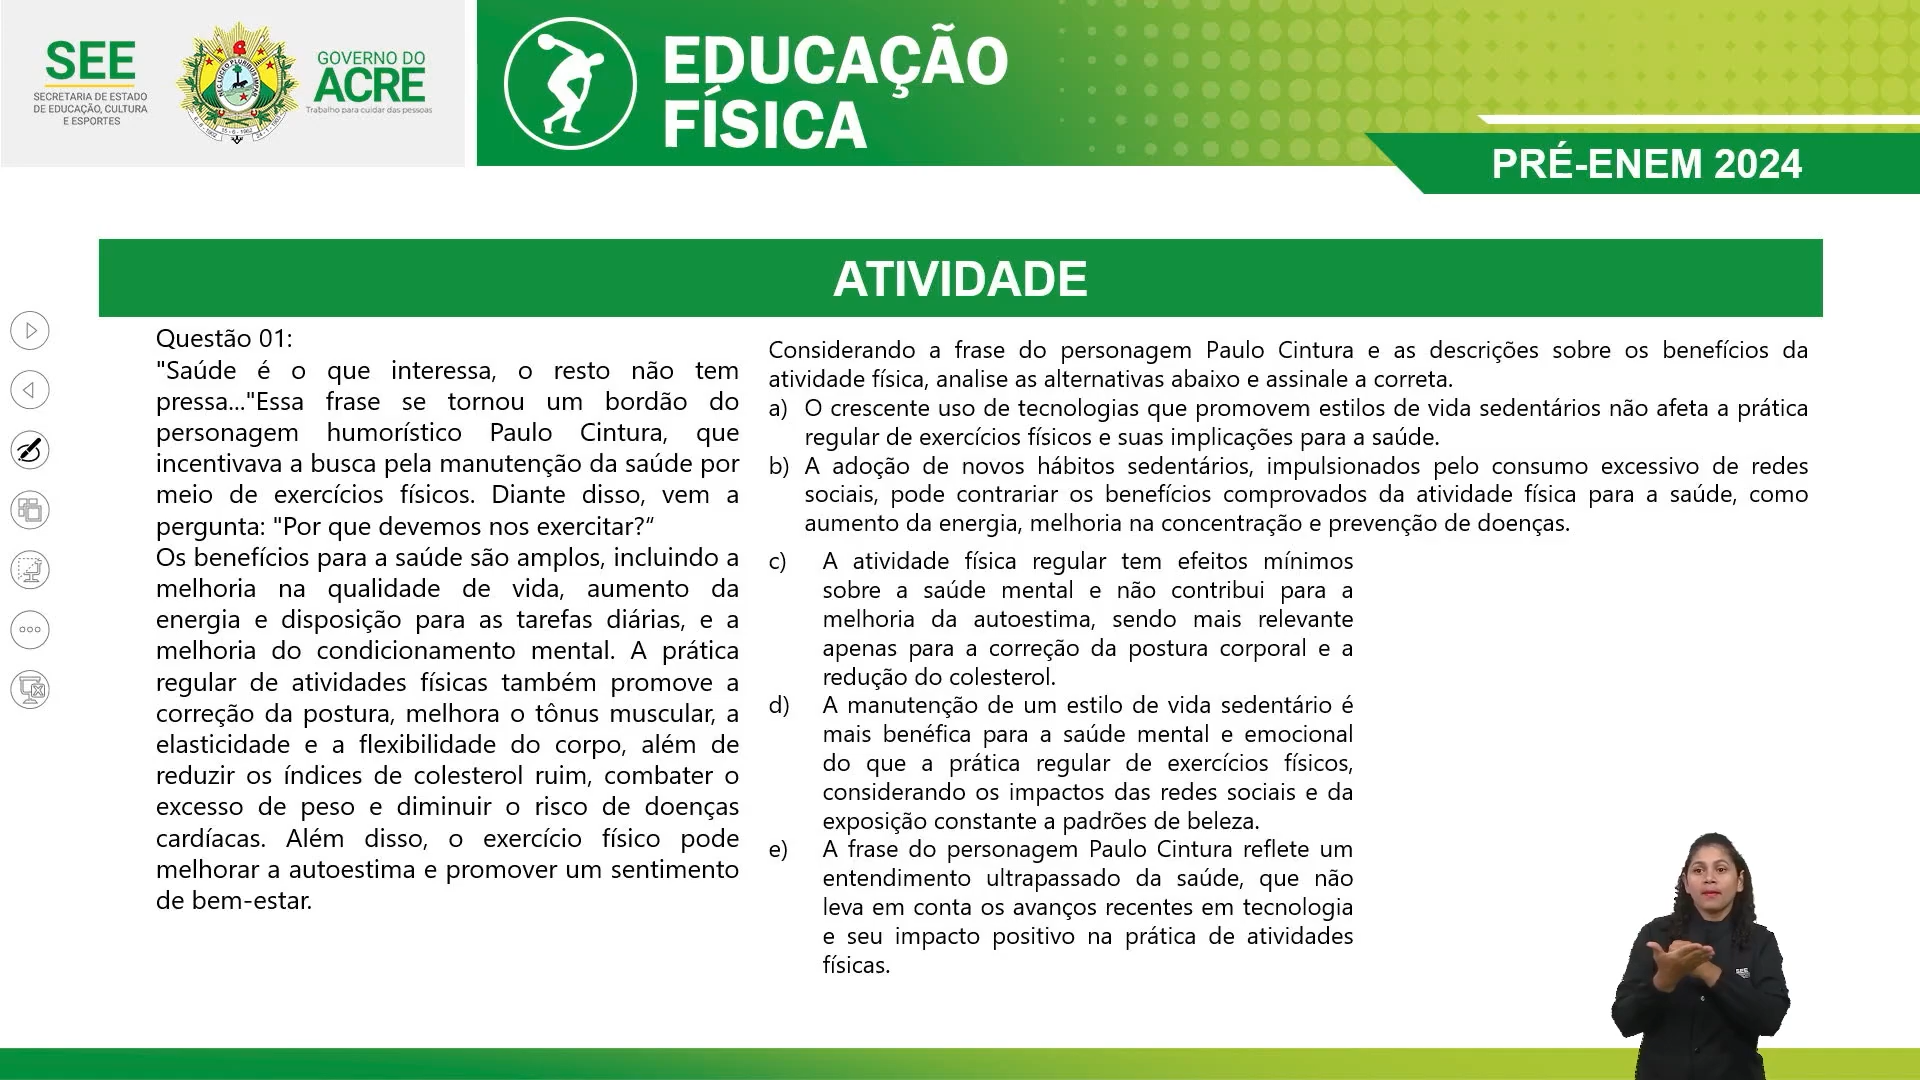 SEE
SECRETARIA DE ESTADO
DE EDUCAÇÃO, CULTURA
E ESPORTES
GOVERNO DO
ACRE
Trabalho para cuidar das pessoas
EDUCAÇÃO
FÍSICA
PRÉ-ENEM 2024
ATIVIDADE
Questão 01:
"Saúde é o que interessa, o resto não tem
pressa..."Essa frase se tornou um bordão do
personagem humorístico Paulo Cintura, que
incentivava a busca pela manutenção da saúde por
meio de exercícios físicos. Diante disso, vem a
pergunta: "Por que devemos nos exercitar?“
Os benefícios para a saúde são amplos, incluindo a
melhoria na qualidade de vida, aumento da
energia e disposição para as tarefas diárias, e a
melhoria do condicionamento mental. A prática
regular de atividades físicas também promove a
correção da postura, melhora o tônus muscular, a
elasticidade e a flexibilidade do corpo, além de
reduzir os índices de colesterol ruim, combater o
excesso de peso e diminuir o risco de doenças
cardíacas. Além disso, o exercício físico pode
melhorar a autoestima e promover um sentimento
de bem-estar.
Considerando a frase do personagem Paulo Cintura e as descrições sobre os benefícios da
atividade física, analise as alternativas abaixo e assinale a correta.
a) O crescente uso de tecnologias que promovem estilos de vida sedentários não afeta a prática
regular de exercícios físicos e suas implicações para a saúde.
b) A adoção de novos hábitos sedentários, impulsionados pelo consumo excessivo de redes
sociais, pode contrariar os benefícios comprovados da atividade física para a saúde, como
aumento da energia, melhoria na concentração e prevenção de doenças.
c) A atividade física regular tem efeitos mínimos
sobre a saúde mental e não contribui para a
melhoria da autoestima, sendo mais relevante
apenas para a correção da postura corporal e a
redução do colesterol.
d) A manutenção de um estilo de vida sedentário é
mais benéfica para a saúde mental e emocional
do que a prática regular de exercícios físicos,
considerando os impactos das redes sociais e da
exposição constante a padrões de beleza.
e) A frase do personagem Paulo Cintura reflete um
entendimento ultrapassado da saúde, que não
leva em conta os avanços recentes em tecnologia
e seu impacto positivo na prática de atividades
físicas.